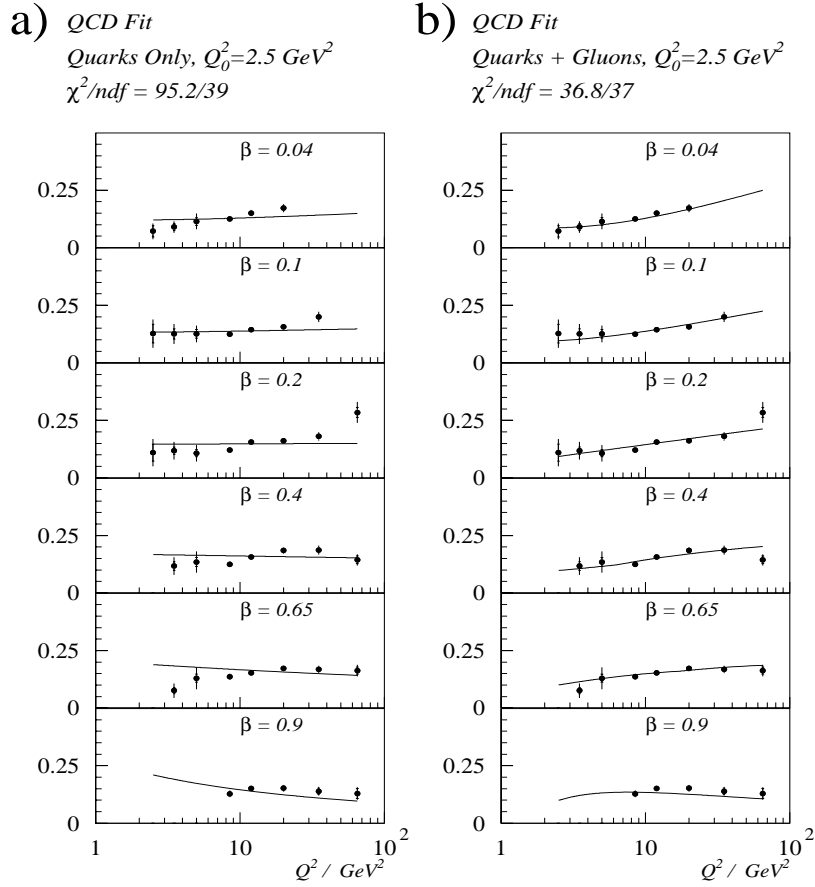 a) QCD Fit
Quarks Only, Q₀²=2.5 GeV²
χ²/ndf = 95.2/39
β = 0.04
0.25
0
β = 0.1
0.25
0
β = 0.2
0.25
0
β = 0.4
0.25
0
β = 0.65
0.25
0
β = 0.9
0.25
0
1 10 10²
Q² / GeV²
b) QCD Fit
Quarks + Gluons, Q₀²=2.5 GeV²
χ²/ndf = 36.8/37
β = 0.04
0.25
0
β = 0.1
0.25
0
β = 0.2
0.25
0
β = 0.4
0.25
0
β = 0.65
0.25
0
β = 0.9
0.25
0
1 10 10²
Q² / GeV²